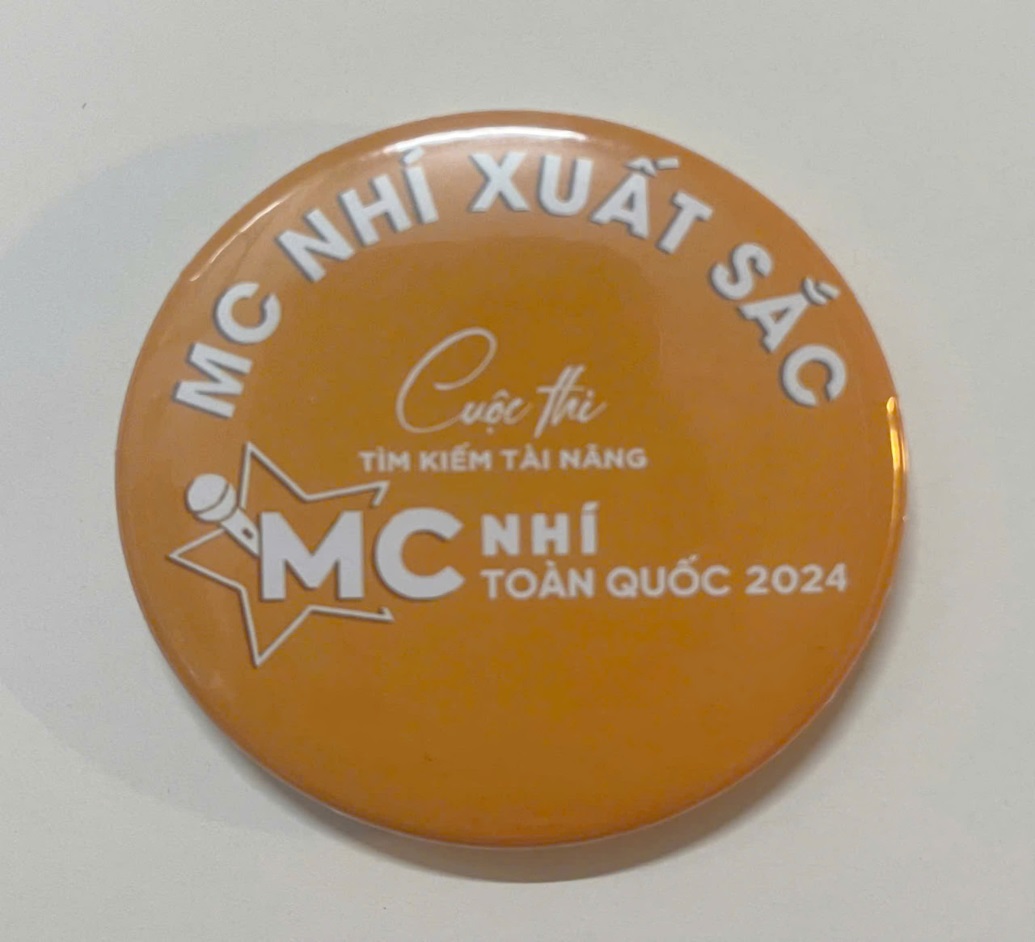 MC NHÍ XUẤT SẮC
Cuộc thi
TÌM KIẾM TÀI NĂNG
MC NHÍ
TOÀN QUỐC 2024